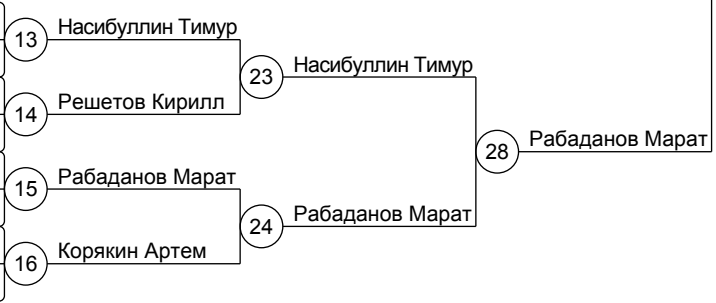 13 Насибуллин Тимур
23 Насибуллин Тимур
14 Решетов Кирилл
28 Рабаданов Марат
15 Рабаданов Марат
24 Рабаданов Марат
16 Корякин Артем